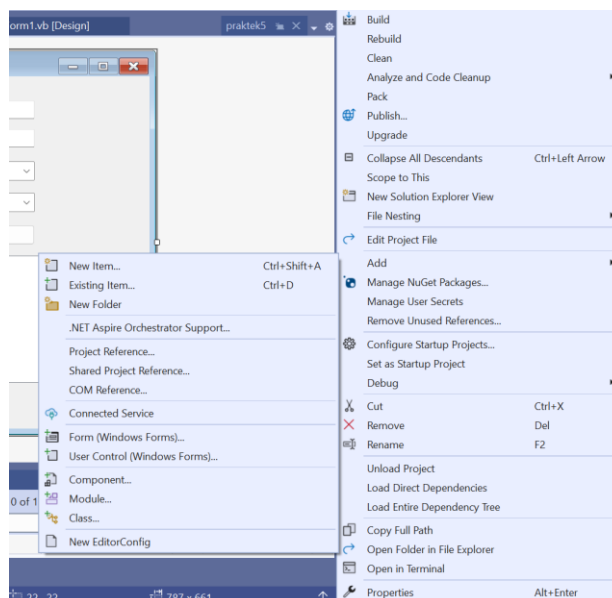 orm1.vb [Design]
praktek5
Build
Rebuild
Clean
Analyze and Code Cleanup
Pack
Publish...
Upgrade
Collapse All Descendants Ctrl+Left Arrow
Scope to This
New Solution Explorer View
File Nesting
Edit Project File
Add
Manage NuGet Packages...
Manage User Secrets
Remove Unused References...
Configure Startup Projects...
Set as Startup Project
Debug
Cut Ctrl+X
Remove Del
Rename F2
Unload Project
Load Direct Dependencies
Load Entire Dependency Tree
Copy Full Path
Open Folder in File Explorer
Open in Terminal
Properties Alt+Enter
New Item... Ctrl+Shift+A
Existing Item... Ctrl+D
New Folder
.NET Aspire Orchestrator Support...
Project Reference...
Shared Project Reference...
COM Reference...
Connected Service
Form (Windows Forms)...
User Control (Windows Forms)...
Component...
Module...
Class...
New EditorConfig
0 of 1